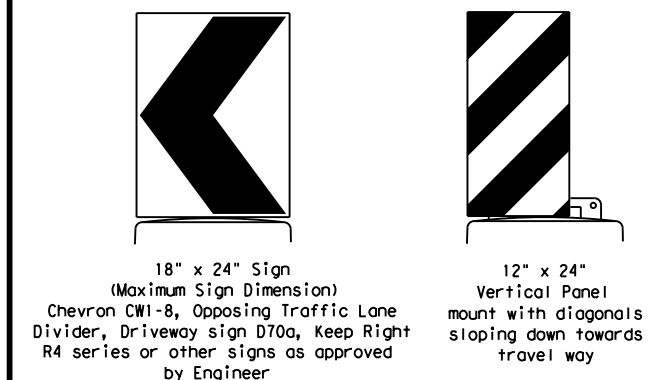 18" x 24" Sign
(Maximum Sign Dimension)
Chevron CW1-8, Opposing Traffic Lane
Divider, Driveway sign D70a, Keep Right
R4 series or other signs as approved
by Engineer
12" x 24"
Vertical Panel
mount with diagonals
sloping down towards
travel way